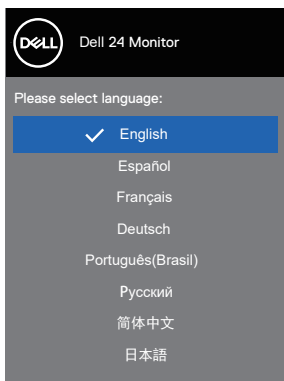 DELL
Dell 24 Monitor
Please select language:
English
Español
Français
Deutsch
Português(Brasil)
Русский
简体中文
日本語